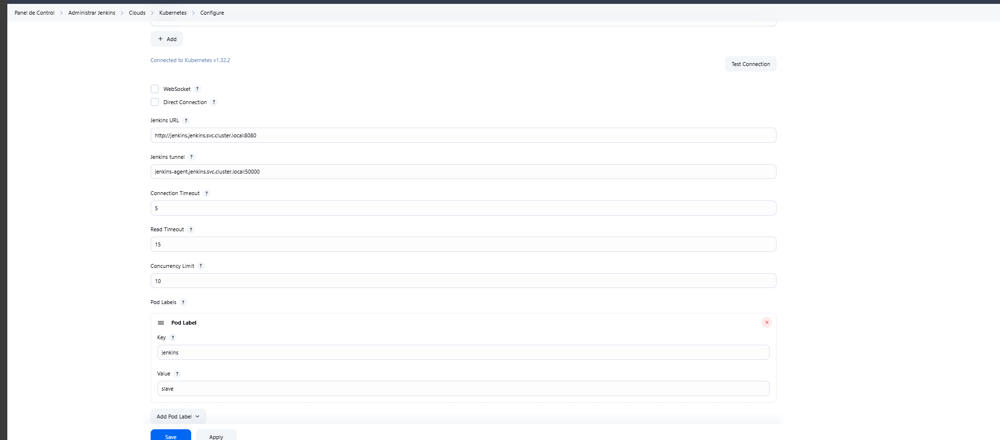 Panel de Control > Administrar Jenkins > Clouds > Kubernetes > Configure
+ Add
Connected to Kubernetes v1.32.2
Test Connection
WebSocket ?
Direct Connection ?
Jenkins URL ?
http://jenkins.jenkins.svc.cluster.local:8080
Jenkins tunnel ?
jenkins-agent.jenkins.svc.cluster.local:50000
Connection Timeout ?
5
Read Timeout ?
15
Concurrency Limit ?
10
Pod Labels ?
Pod Label
Key ?
jenkins
Value ?
slave
Add Pod Label
Save Apply